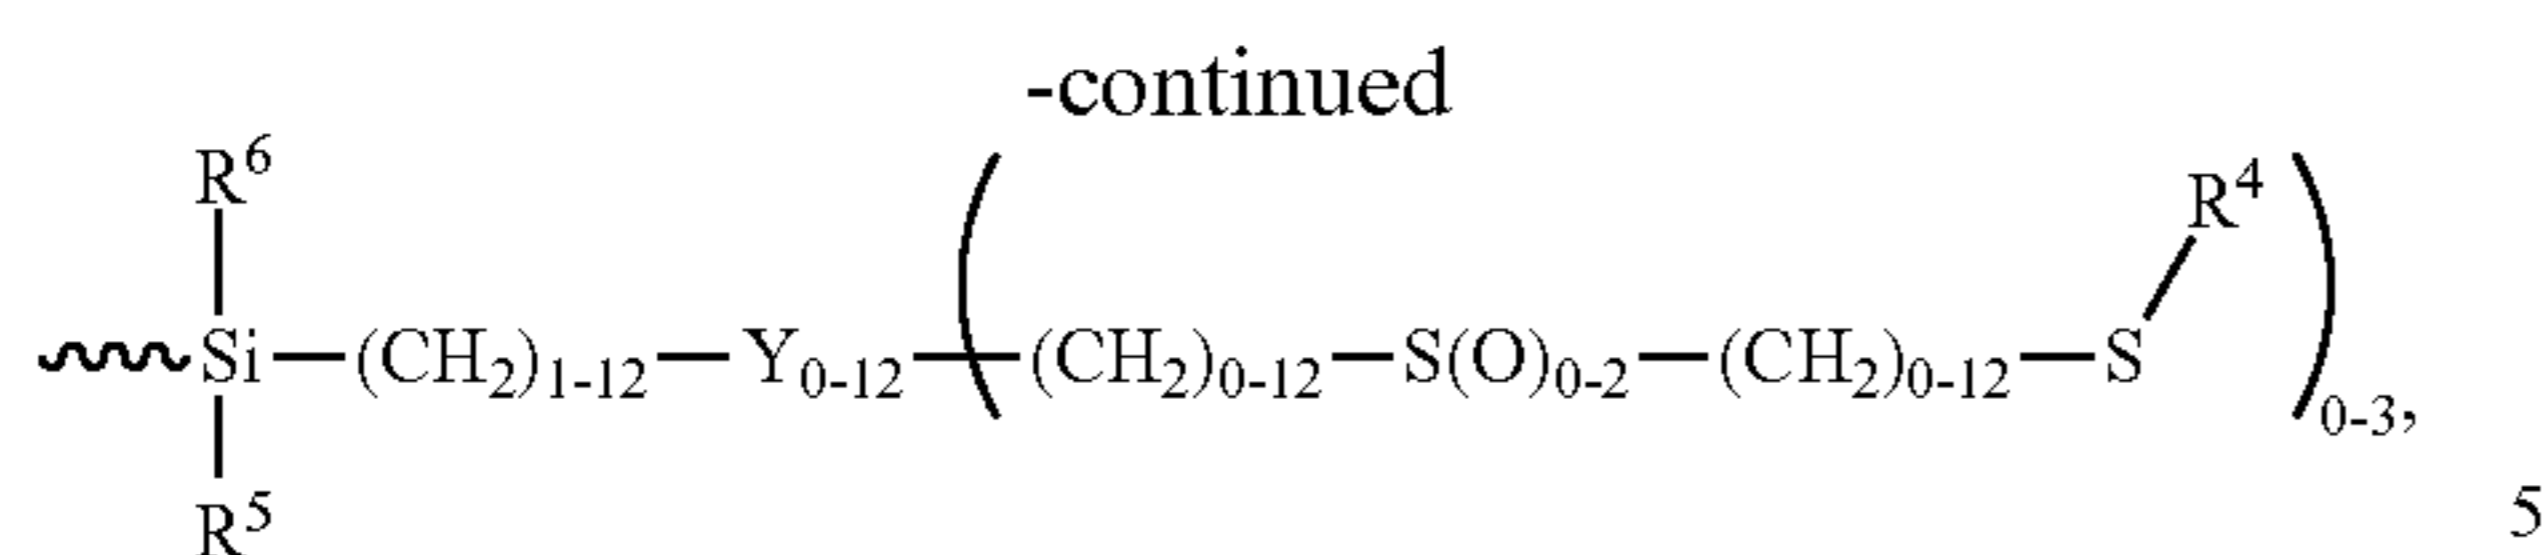 -continued
R⁶ R⁴
Si—(CH₂)₁₋₁₂—Y₀₋₁₂—(—(CH₂)₀₋₁₂—S(O)₀₋₂—(CH₂)₀₋₁₂—S)₀₋₃,
R⁵ 5